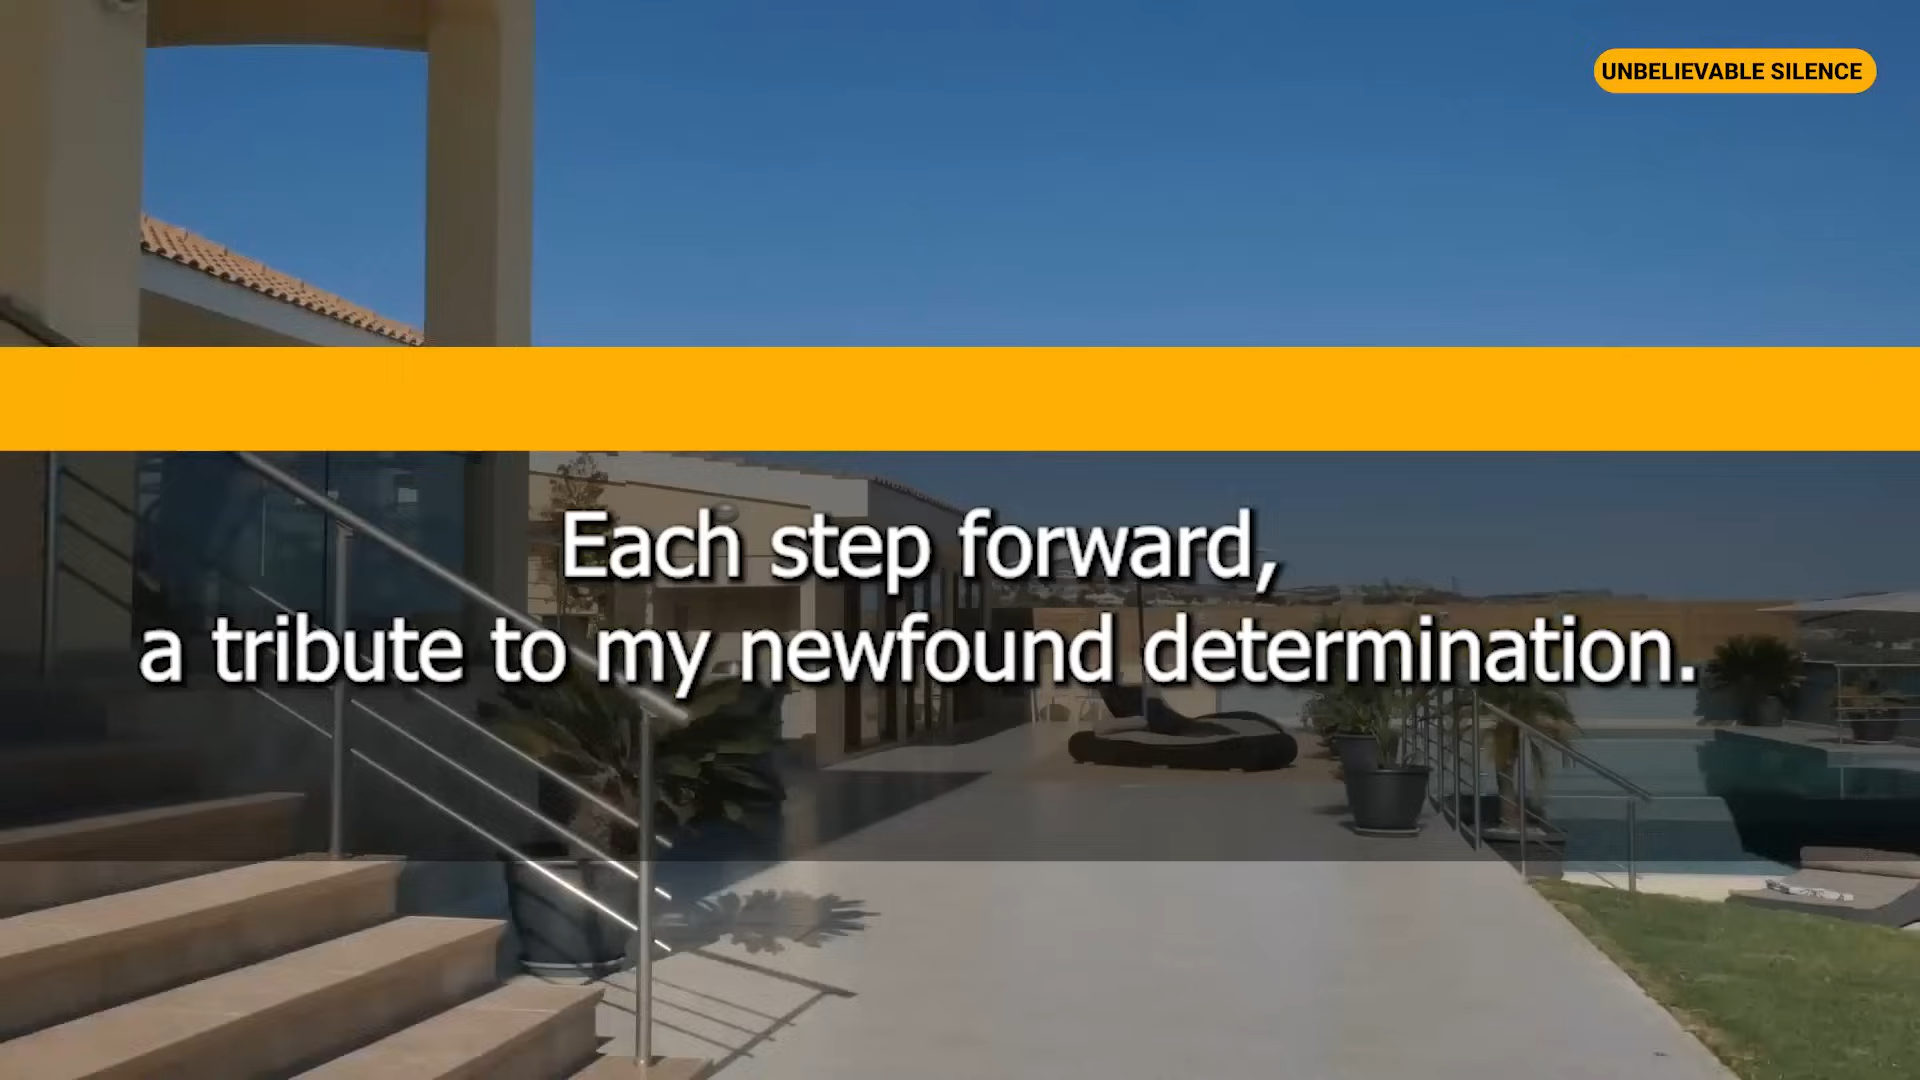 UNBELIEVABLE SILENCE
Each step forward,
a tribute to my newfound determination.